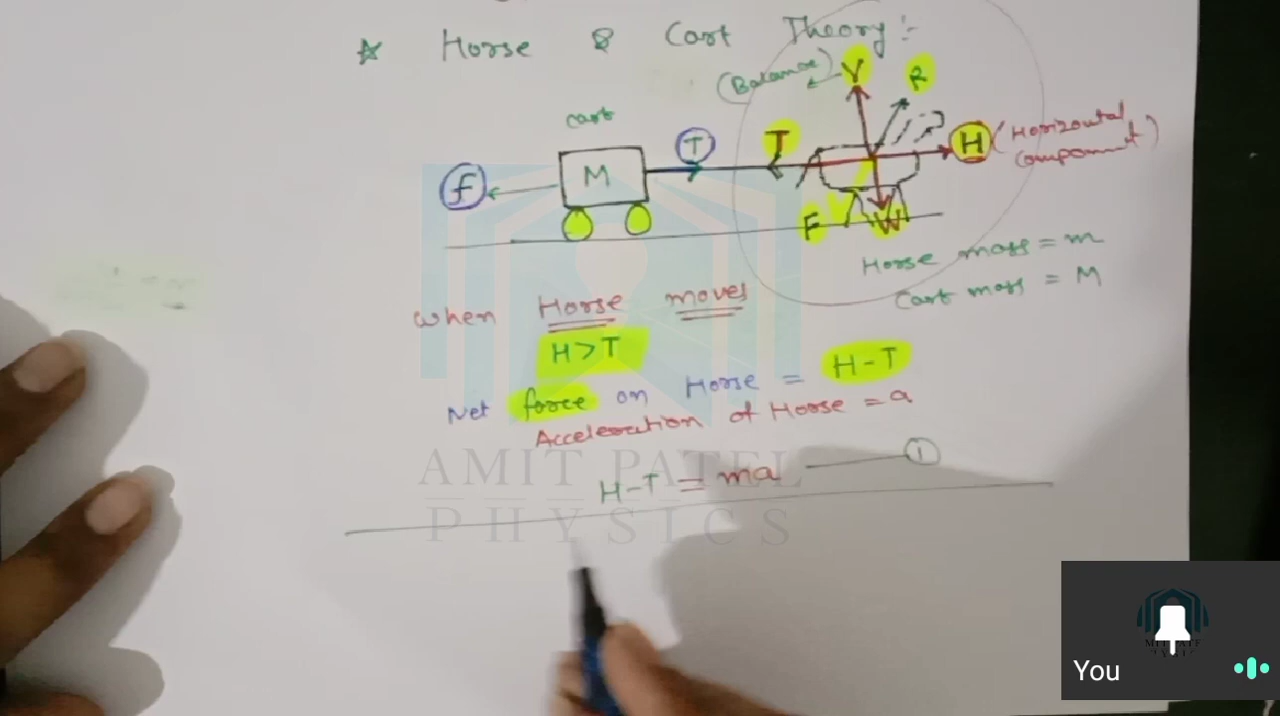 ☆ Horse & Cart Theory :-
(Balance) V R
cart
f M T T H (Horizontal
component)
F W
Horse mass = m
Cart mass = M
When Horse moves
H > T
Net force on Horse = H - T
Acceleration of Horse = a
H - T = ma ①
AMIT PATEL
PHYSICS
You